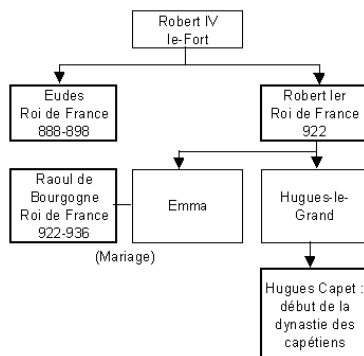 Robert IV
le-Fort
Eudes
Roi de France
888-898
Robert Ier
Roi de France
922
Raoul de
Bourgogne
Roi de France
922-936
Emma
Hugues-le-
Grand
(Mariage)
Hugues Capet :
début de la
dynastie des
capétiens